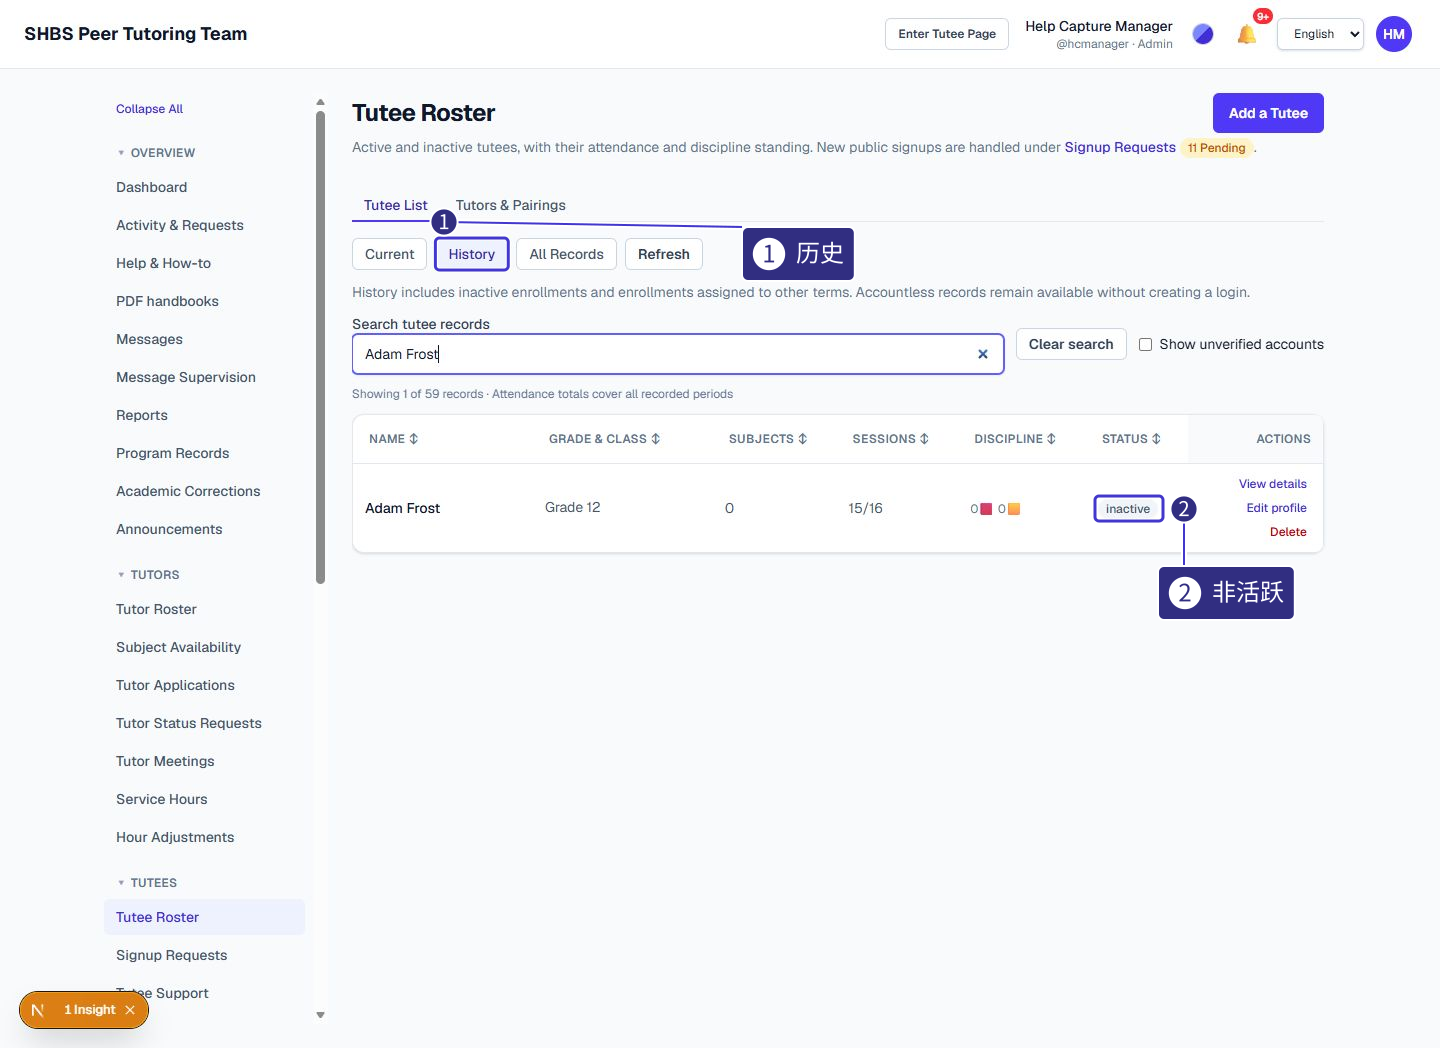 SHBS Peer Tutoring Team
Enter Tutee Page
Help Capture Manager
@hcmanager · Admin
9+
English
HM
Collapse All
OVERVIEW
Dashboard
Activity & Requests
Help & How-to
PDF handbooks
Messages
Message Supervision
Reports
Program Records
Academic Corrections
Announcements
TUTORS
Tutor Roster
Subject Availability
Tutor Applications
Tutor Status Requests
Tutor Meetings
Service Hours
Hour Adjustments
TUTEES
Tutee Roster
Signup Requests
Tutee Support
1 Insight
Tutee Roster
Add a Tutee
Active and inactive tutees, with their attendance and discipline standing. New public signups are handled under Signup Requests 11 Pending .
Tutee List Tutors & Pairings
1
1 历史
Current History All Records Refresh
History includes inactive enrollments and enrollments assigned to other terms. Accountless records remain available without creating a login.
Search tutee records
Adam Frost
Clear search
Show unverified accounts
Showing 1 of 59 records · Attendance totals cover all recorded periods
NAME GRADE & CLASS SUBJECTS SESSIONS DISCIPLINE STATUS ACTIONS
Adam Frost Grade 12 0 15/16 0 0 inactive 2
View details
Edit profile
Delete
2 非活跃